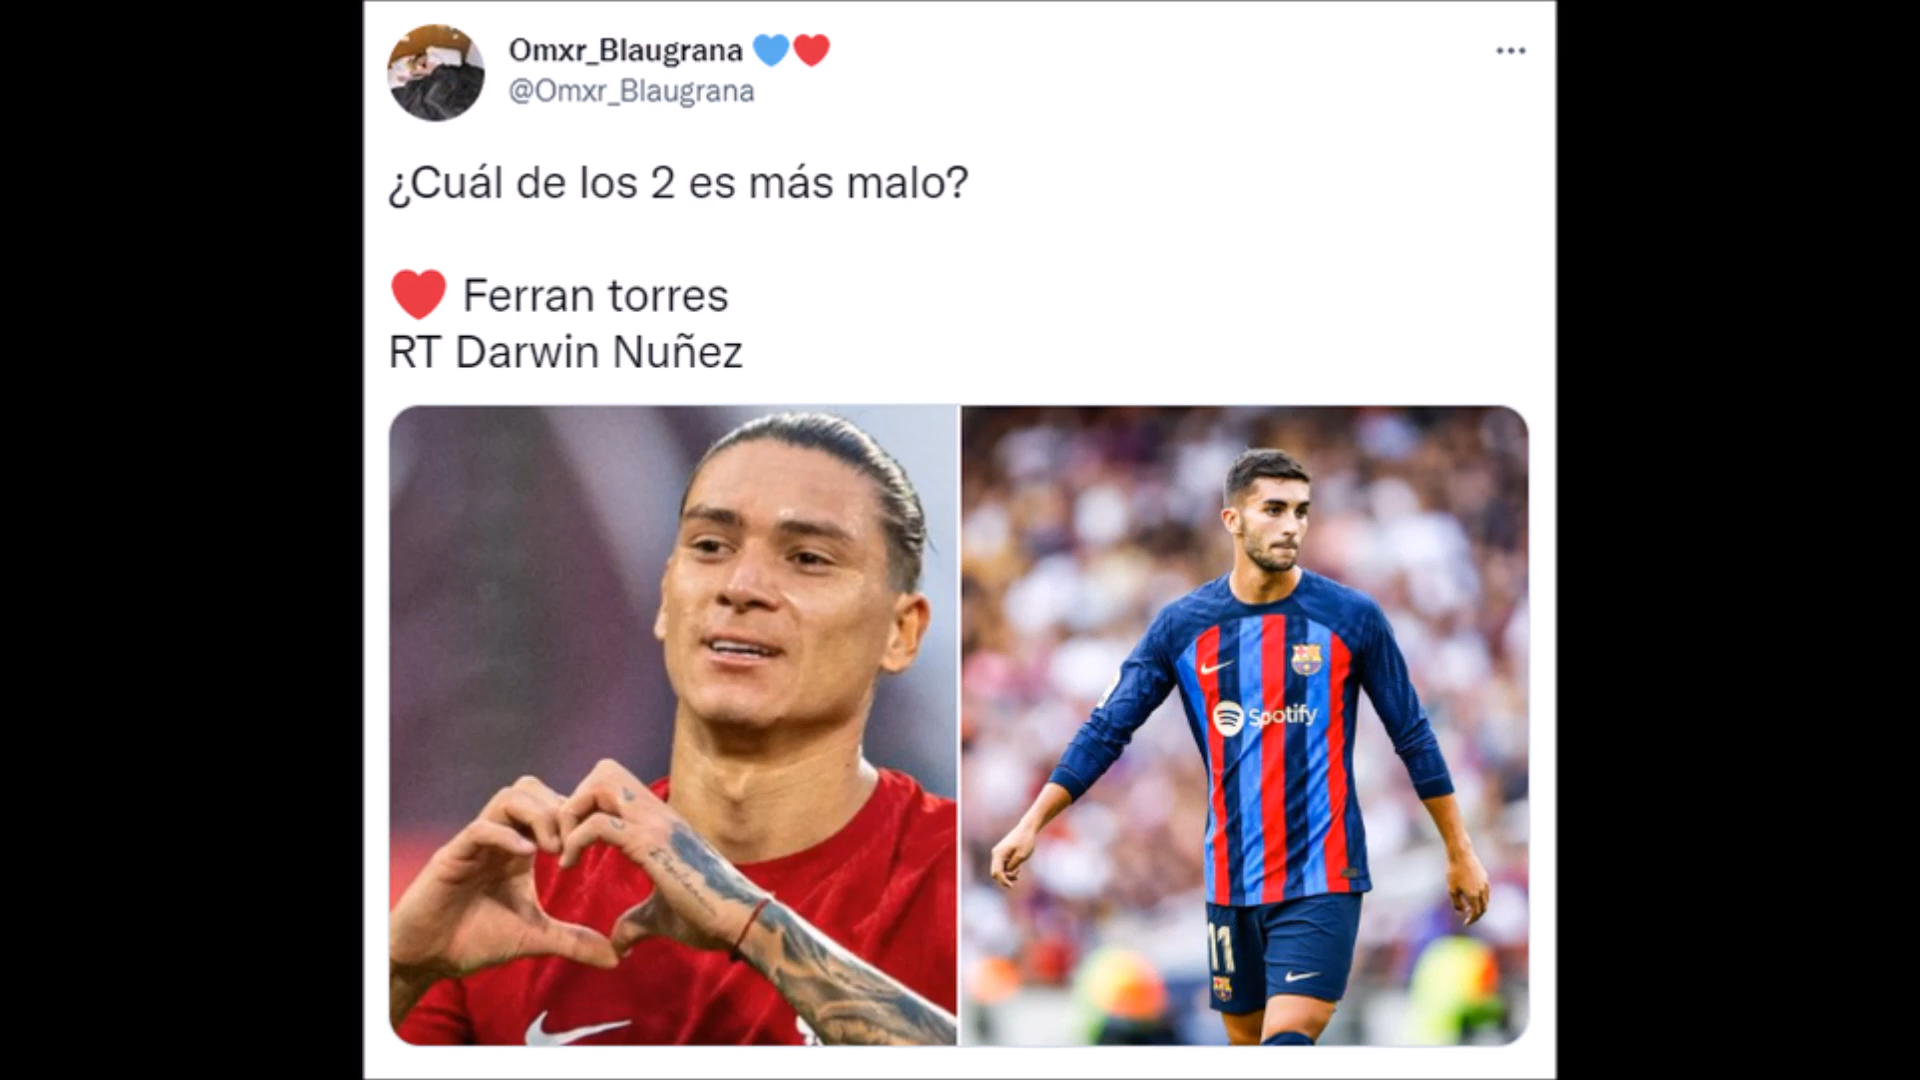 Omxr_Blaugrana 💙❤️
@Omxr_Blaugrana
¿Cuál de los 2 es más malo?
❤️ Ferran torres
RT Darwin Nuñez
Spotify
11